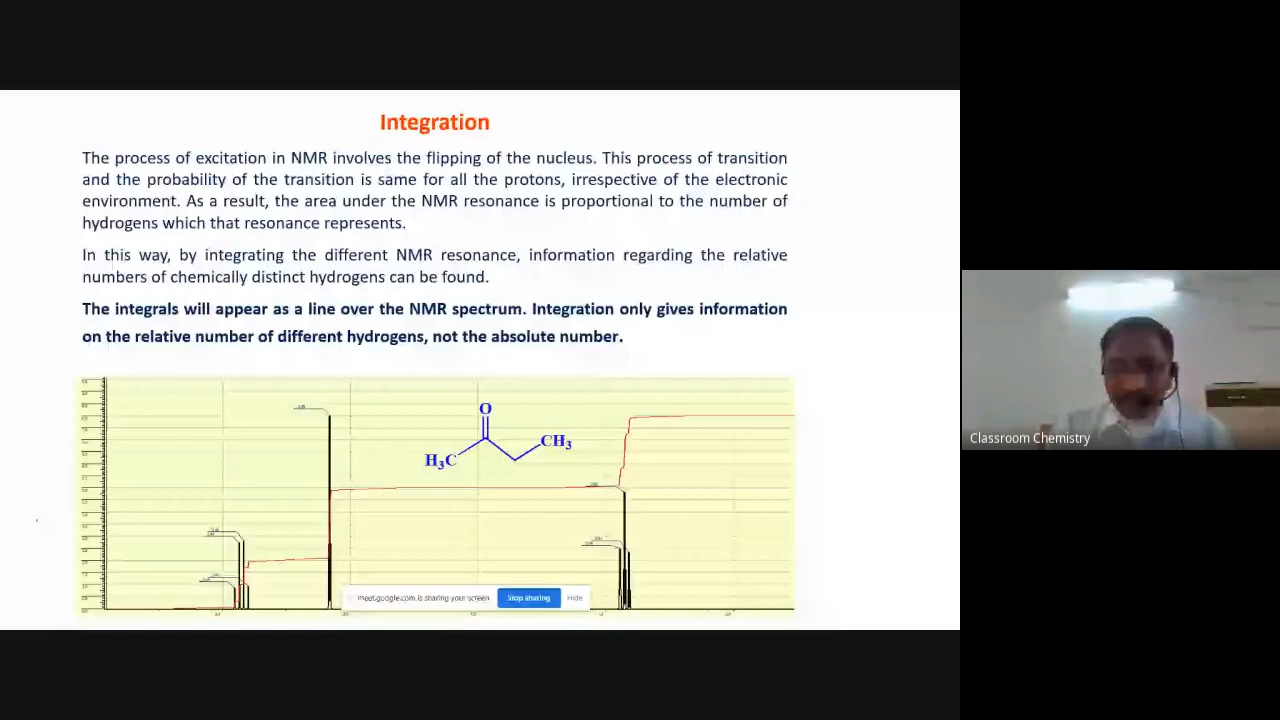 Integration
The process of excitation in NMR involves the flipping of the nucleus. This process of transition
and the probability of the transition is same for all the protons, irrespective of the electronic
environment. As a result, the area under the NMR resonance is proportional to the number of
hydrogens which that resonance represents.
In this way, by integrating the different NMR resonance, information regarding the relative
numbers of chemically distinct hydrogens can be found.
The integrals will appear as a line over the NMR spectrum. Integration only gives information
on the relative number of different hydrogens, not the absolute number.
O
CH3
H3C
meet.google.com is sharing your screen
Stop sharing
Hide
Classroom Chemistry